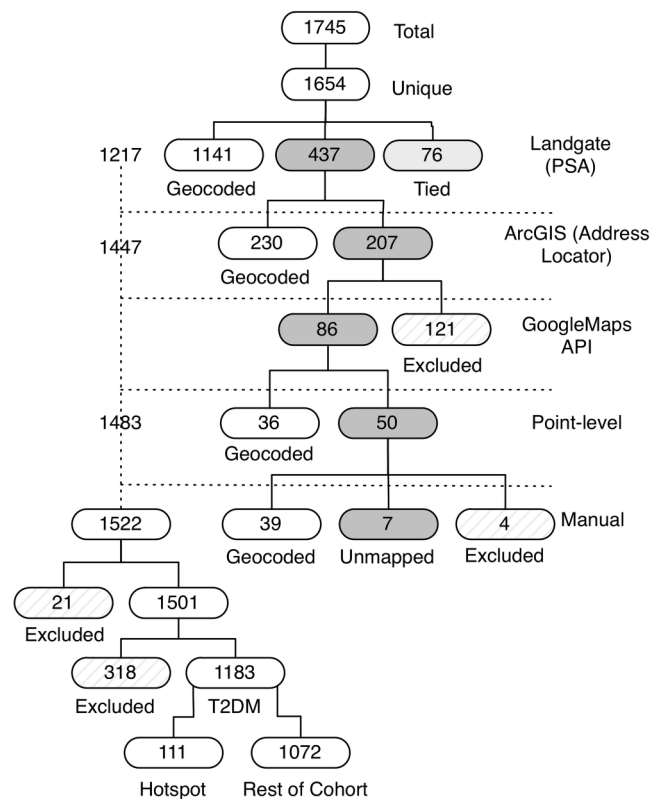 1745
Total
1654
Unique
1217
1141
437
76
Landgate
(PSA)
Geocoded
Tied
1447
230
207
ArcGIS (Address
Locator)
Geocoded
86
121
GoogleMaps
API
Excluded
1483
36
50
Point-level
Geocoded
1522
39
7
4
Manual
Geocoded
Unmapped
Excluded
21
1501
Excluded
318
1183
Excluded
T2DM
111
1072
Hotspot
Rest of Cohort